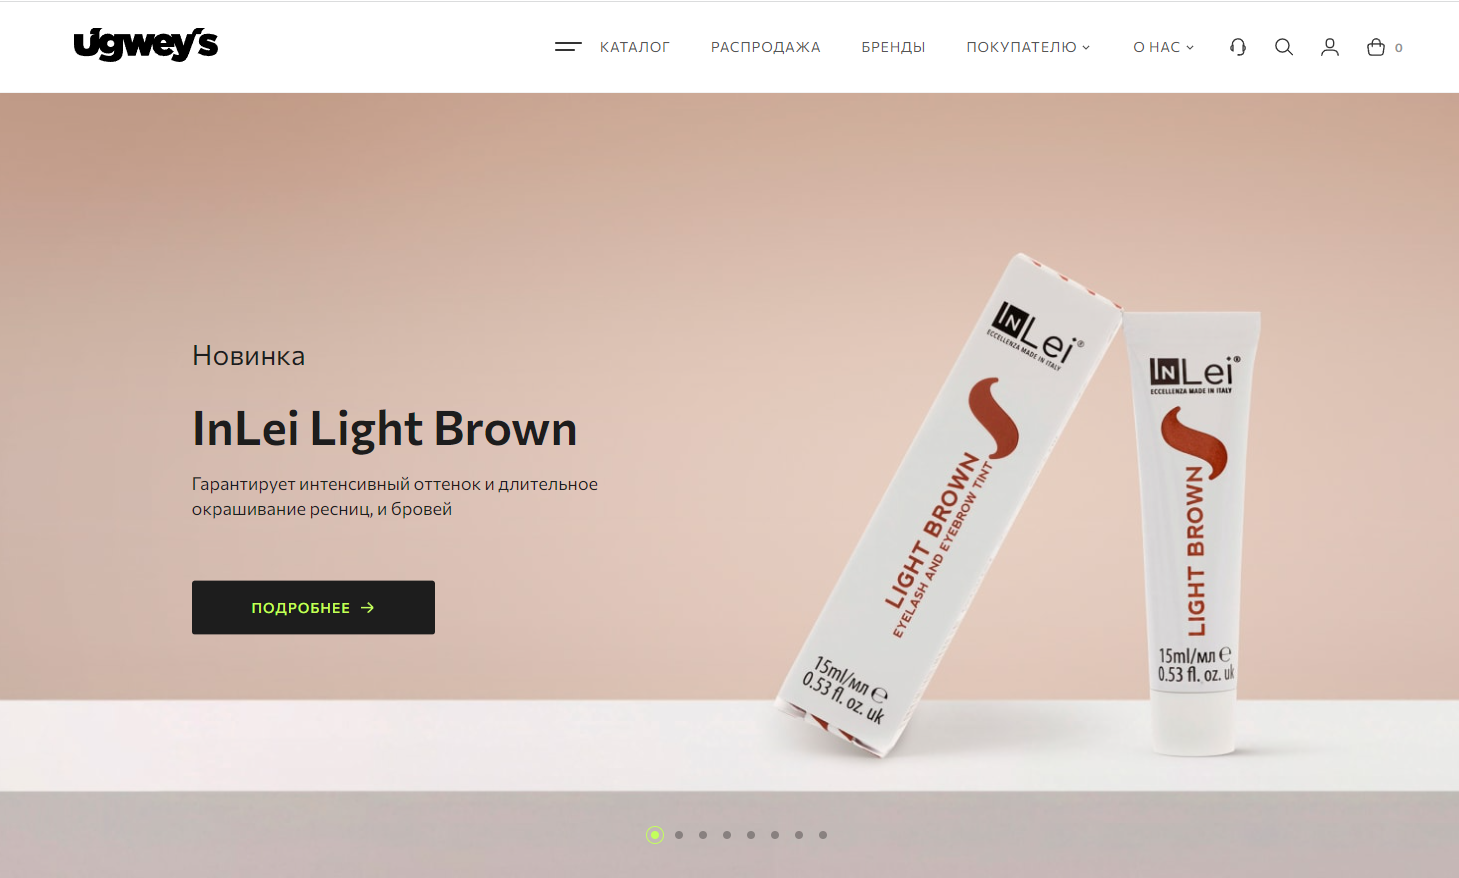 Ugwey's
КАТАЛОГ
РАСПРОДАЖА
БРЕНДЫ
ПОКУПАТЕЛЮ
О НАС
0
Новинка
InLei Light Brown
Гарантирует интенсивный оттенок и длительное
окрашивание ресниц, и бровей
ПОДРОБНЕЕ →
INLei®
ECCELLENZA MADE IN ITALY
LIGHT BROWN
EYELASH AND EYEBROW TINT
15ml/мл ℮
0.53 fl. oz. uk
INLei®
ECCELLENZA MADE IN ITALY
LIGHT BROWN
15ml/мл ℮
0.53 fl. oz. uk